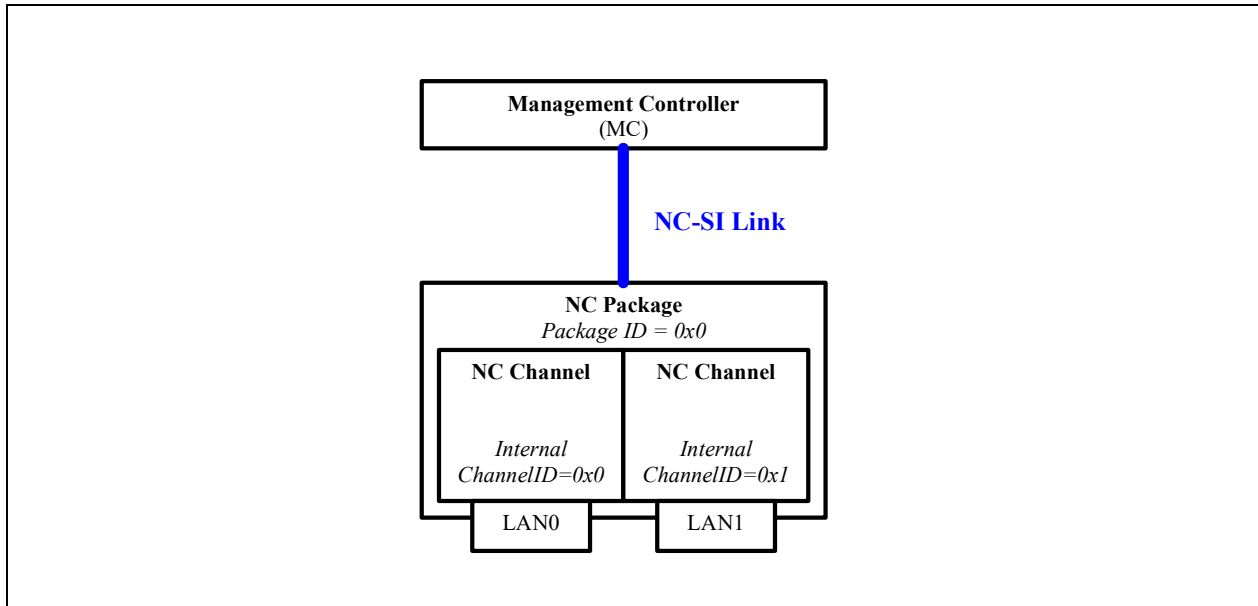 Management Controller
(MC)
NC-SI Link
NC Package
Package ID = 0x0
NC Channel
Internal
ChannelID=0x0
NC Channel
Internal
ChannelID=0x1
LAN0
LAN1